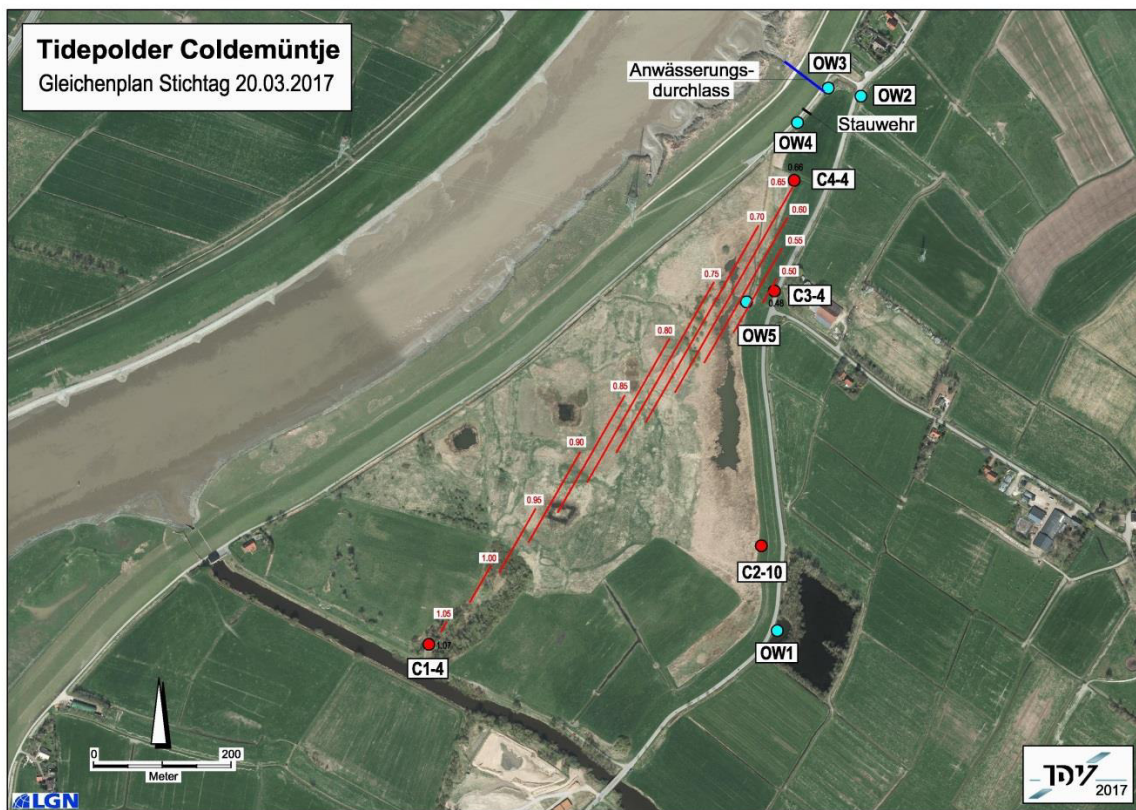 Tidepolder Coldemüntje
Gleichenplan Stichtag 20.03.2017
Anwässerungs-
durchlass
OW3
OW2
Stauwehr
OW4
0.66
0.65
C4-4
0.70
0.60
0.55
0.75
0.50
C3-4
0.48
OW5
0.80
0.85
0.90
0.95
C2-10
1.00
1.05
OW1
1.07
C1-4
0
200
Meter
LGN
2017